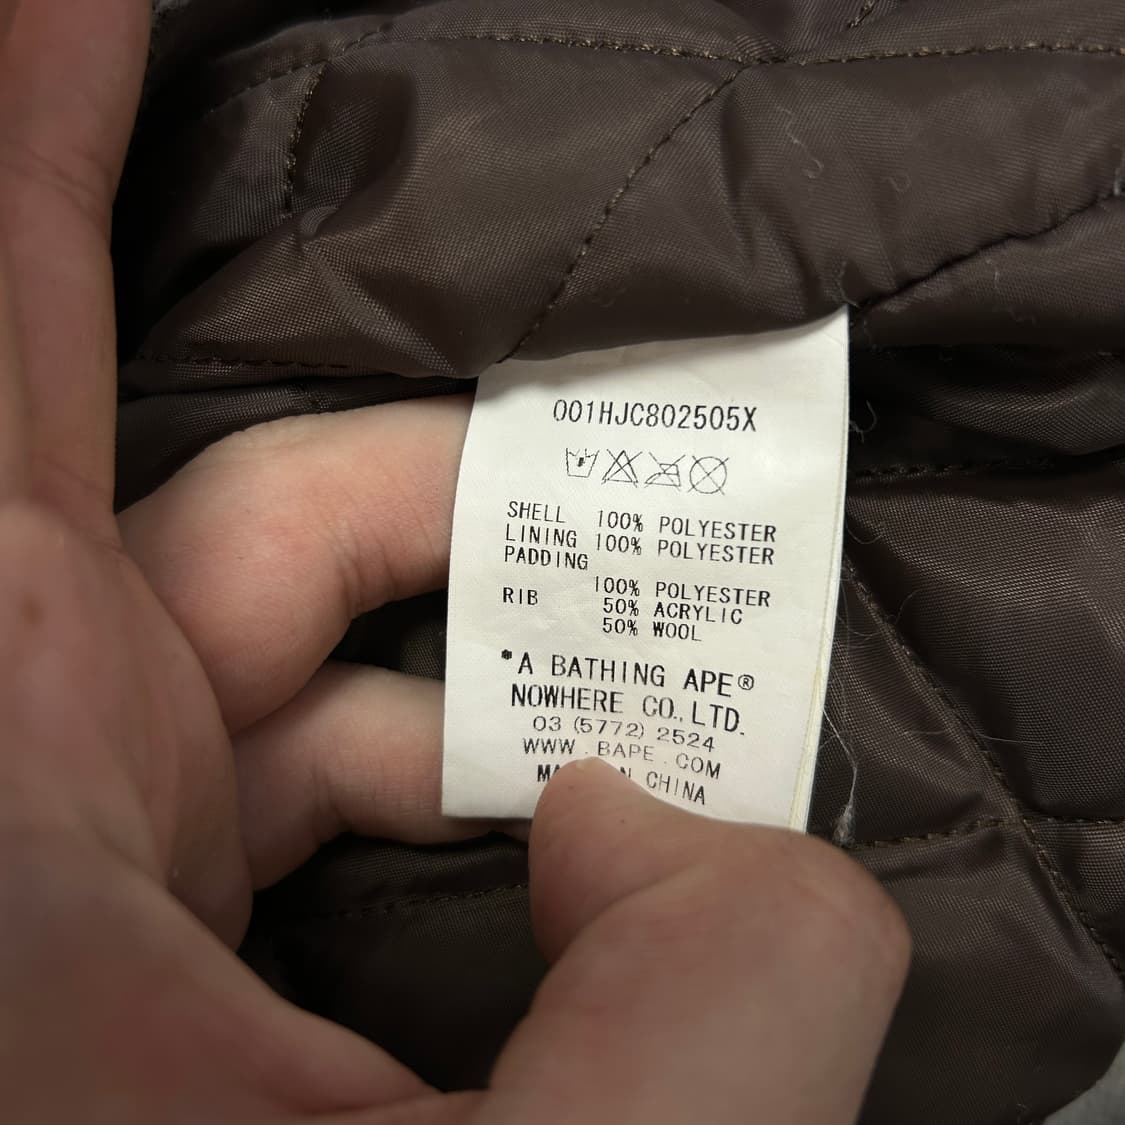 001HJC802505X
SHELL 100% POLYESTER
LINING 100% POLYESTER
PADDING
100% POLYESTER
RIB 50% ACRYLIC
50% WOOL
*A BATHING APE®
NOWHERE CO.,LTD.
03 (5772) 2524
WWW.BAPE.COM
CHINA